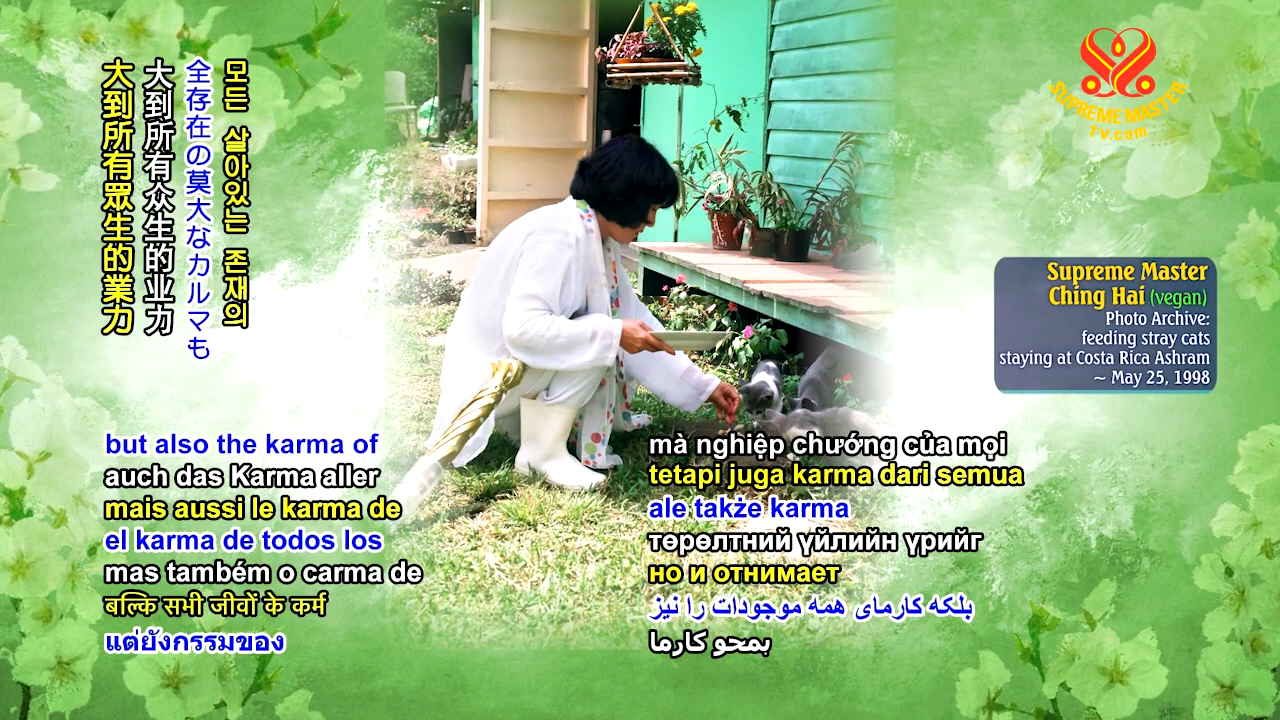 大到所有眾生的業力
大到所有众生的业力
全存在の莫大なカルマも
모든 살아있는 존재의
SUPREME MASTER
TV.com
Supreme Master
Ching Hai (vegan)
Photo Archive:
feeding stray cats
staying at Costa Rica Ashram
~ May 25, 1998
but also the karma of
auch das Karma aller
mais aussi le karma de
el karma de todos los
mas também o carma de
बल्कि सभी जीवों के कर्म
แต่ยังกรรมของ
mà nghiệp chướng của mọi
tetapi juga karma dari semua
ale także karma
төрөлтний үйлийн үрийг
но и отнимает
بلکه کارمای همه موجودات را نیز
بمحو كارما